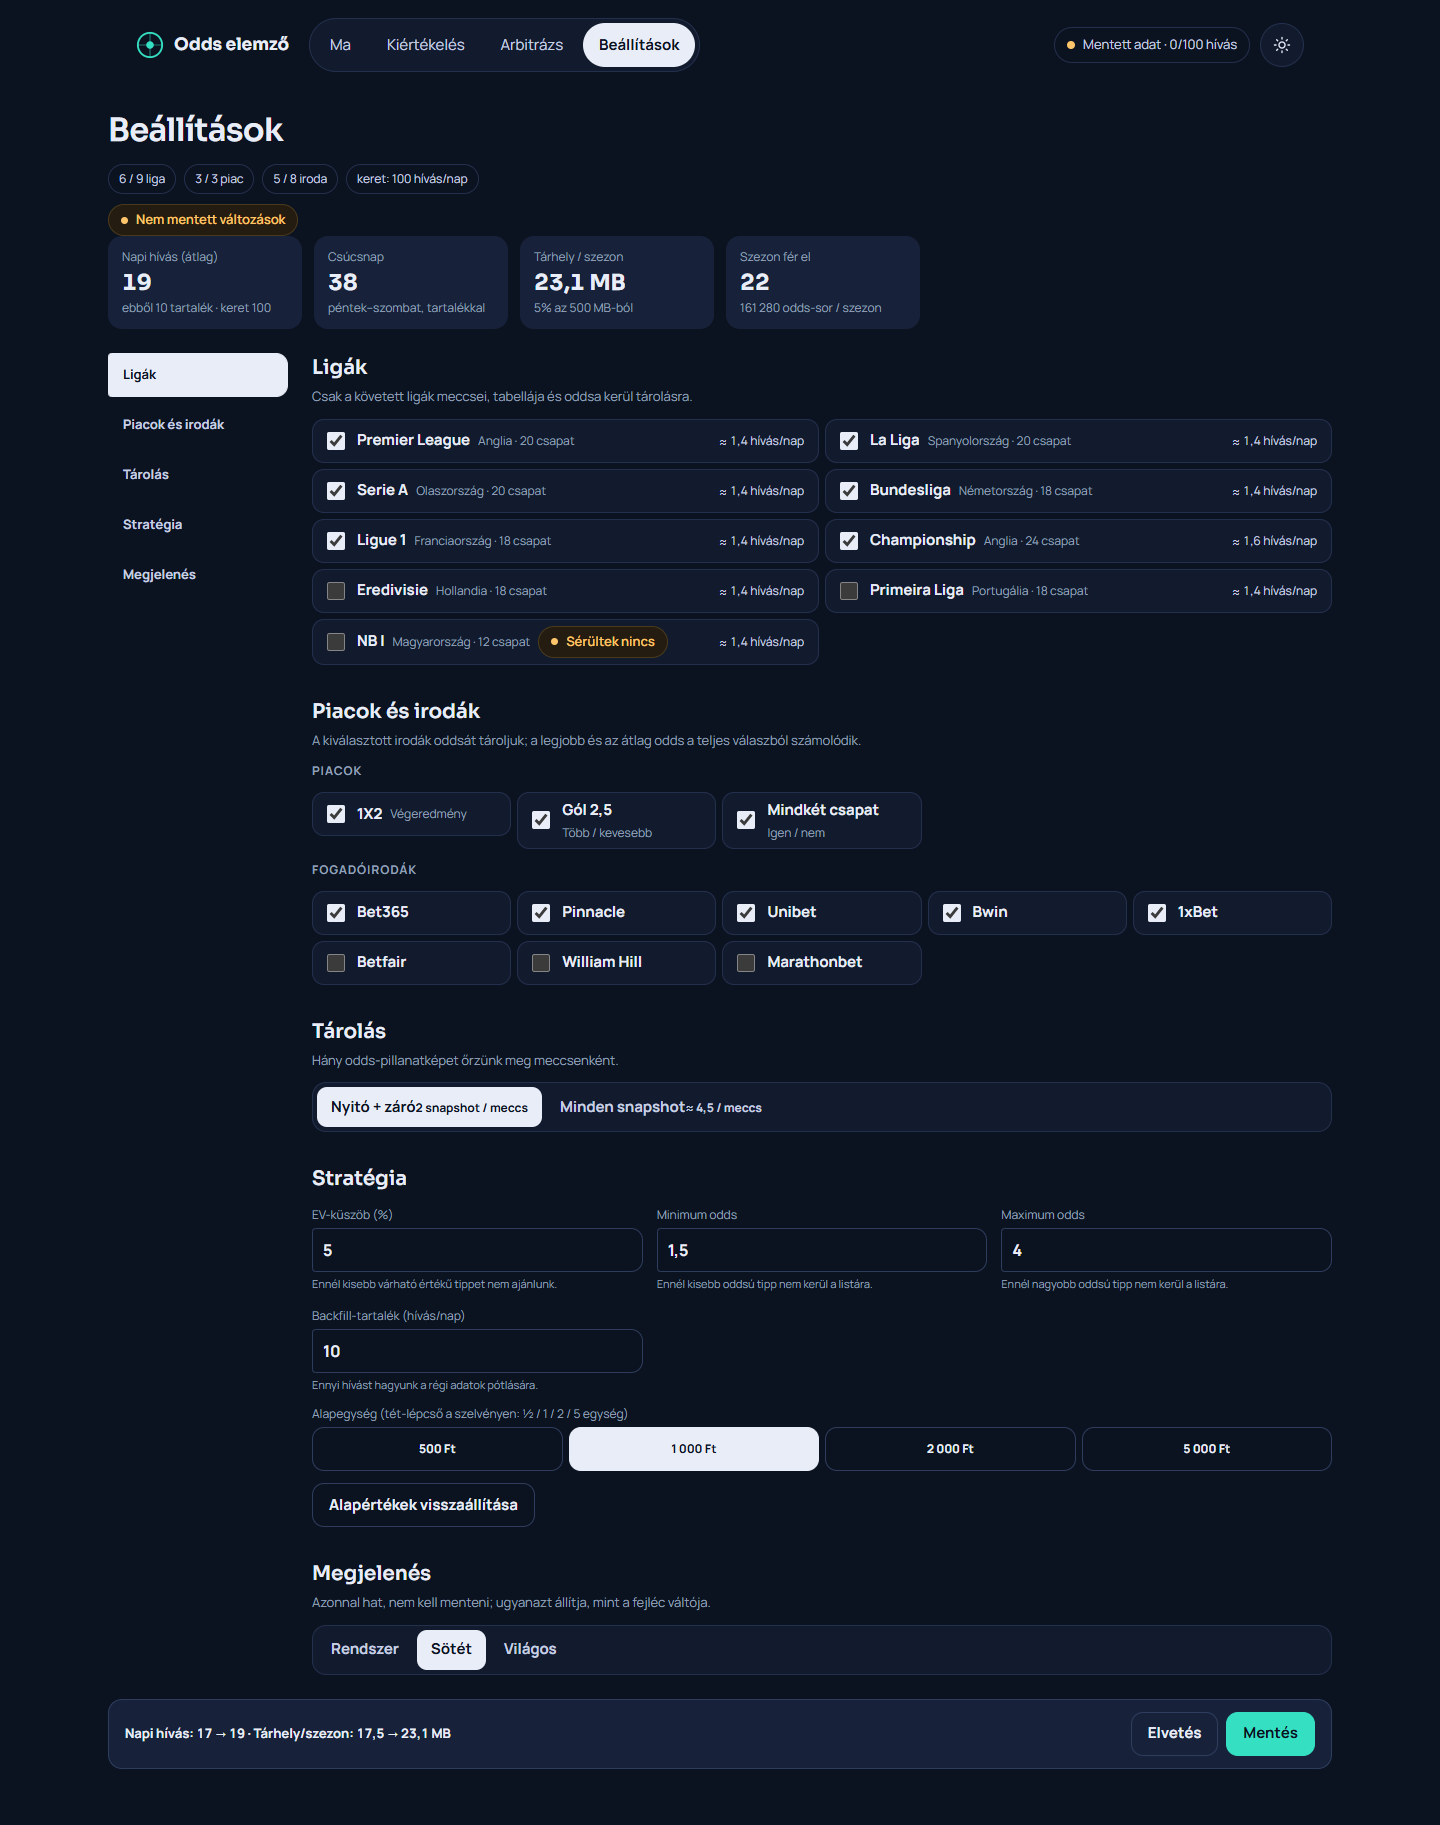 Odds elemző
Ma
Kiértékelés
Arbitrázs
Beállítások
Mentett adat · 0/100 hívás
Beállítások
6 / 9 liga
3 / 3 piac
5 / 8 iroda
keret: 100 hívás/nap
Nem mentett változások
Napi hívás (átlag)
19
ebből 10 tartalék · keret 100
Csúcsnap
38
péntek–szombat, tartalékkal
Tárhely / szezon
23,1 MB
5% az 500 MB-ból
Szezon fér el
22
161 280 odds-sor / szezon
Ligák
Piacok és irodák
Tárolás
Stratégia
Megjelenés
Ligák
Csak a követett ligák meccsei, tabellája és oddsa kerül tárolásra.
Premier League Anglia · 20 csapat ≈ 1,4 hívás/nap
La Liga Spanyolország · 20 csapat ≈ 1,4 hívás/nap
Serie A Olaszország · 20 csapat ≈ 1,4 hívás/nap
Bundesliga Németország · 18 csapat ≈ 1,4 hívás/nap
Ligue 1 Franciaország · 18 csapat ≈ 1,4 hívás/nap
Championship Anglia · 24 csapat ≈ 1,6 hívás/nap
Eredivisie Hollandia · 18 csapat ≈ 1,4 hívás/nap
Primeira Liga Portugália · 18 csapat ≈ 1,4 hívás/nap
NB I Magyarország · 12 csapat Sérültek nincs ≈ 1,4 hívás/nap
Piacok és irodák
A kiválasztott irodák oddsát tároljuk; a legjobb és az átlag odds a teljes válaszból számolódik.
PIACOK
1X2 Végeredmény
Gól 2,5
Több / kevesebb
Mindkét csapat
Igen / nem
FOGADÓIRODÁK
Bet365
Pinnacle
Unibet
Bwin
1xBet
Betfair
William Hill
Marathonbet
Tárolás
Hány odds-pillanatképet őrzünk meg meccsenként.
Nyitó + záró2 snapshot / meccs
Minden snapshot≈ 4,5 / meccs
Stratégia
EV-küszöb (%)
5
Ennél kisebb várható értékű tippet nem ajánlunk.
Minimum odds
1,5
Ennél kisebb oddsú tipp nem kerül a listára.
Maximum odds
4
Ennél nagyobb oddsú tipp nem kerül a listára.
Backfill-tartalék (hívás/nap)
10
Ennyi hívást hagyunk a régi adatok pótlására.
Alapegység (tét-lépcső a szelvényen: ½ / 1 / 2 / 5 egység)
500 Ft
1 000 Ft
2 000 Ft
5 000 Ft
Alapértékek visszaállítása
Megjelenés
Azonnal hat, nem kell menteni; ugyanazt állítja, mint a fejléc váltója.
Rendszer
Sötét
Világos
Napi hívás: 17 → 19 · Tárhely/szezon: 17,5 → 23,1 MB
Elvetés
Mentés